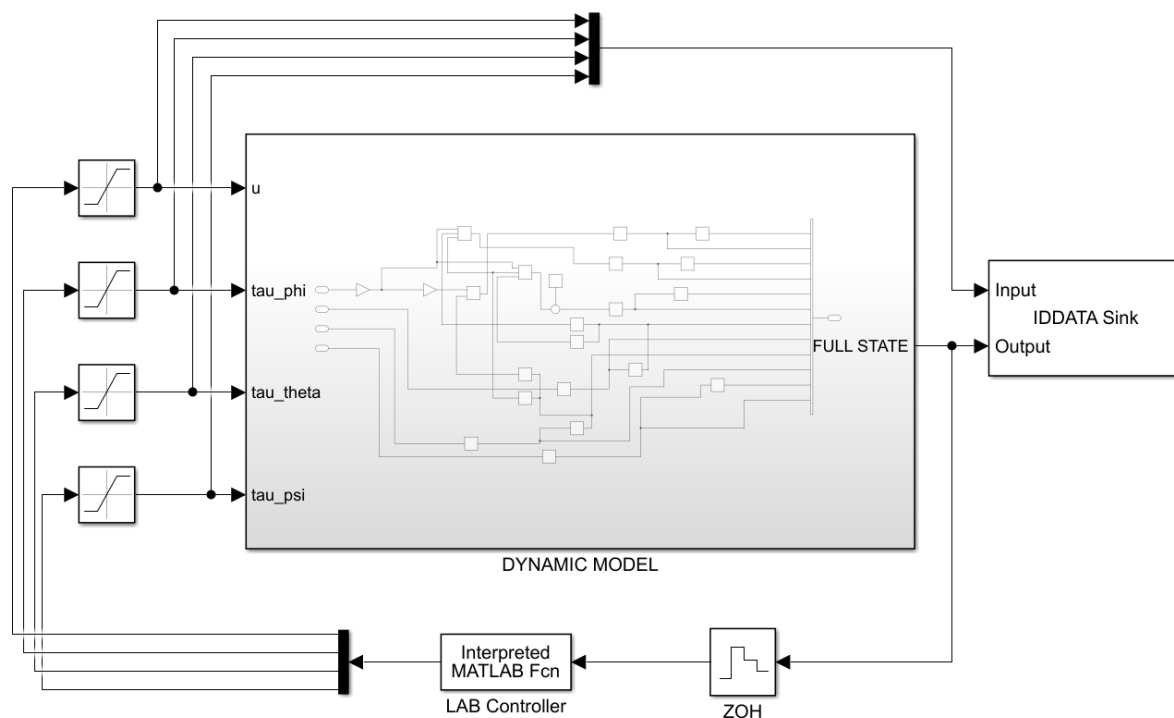 u
tau_phi
tau_theta
tau_psi
FULL STATE
DYNAMIC MODEL
Input
IDDATA Sink
Output
Interpreted
MATLAB Fcn
LAB Controller
ZOH